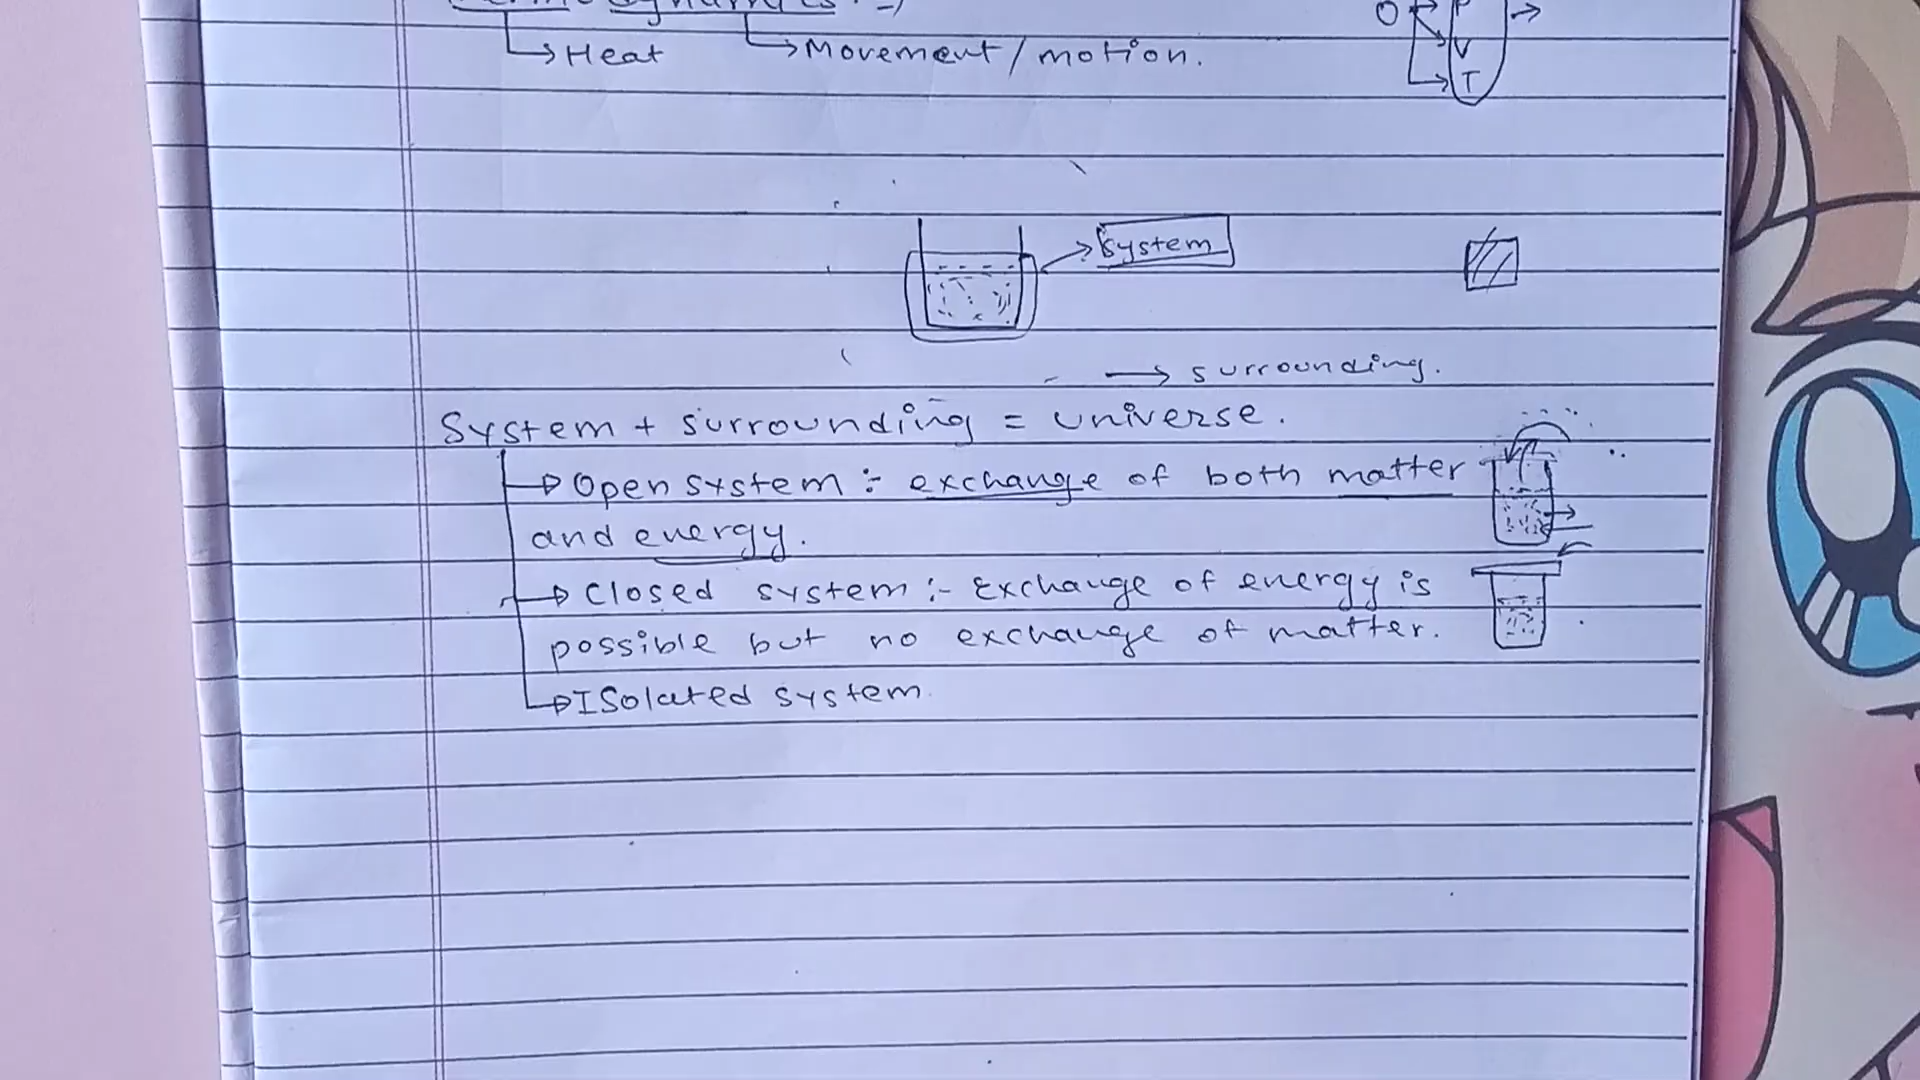 O P
→ Heat → Movement / motion. V
T
System
→ surrounding.
System + surrounding = universe.
→ Open system :- exchange of both matter
and energy.
→ Closed system :- Exchange of energy is
possible but no exchange of matter.
→ ISolated system.